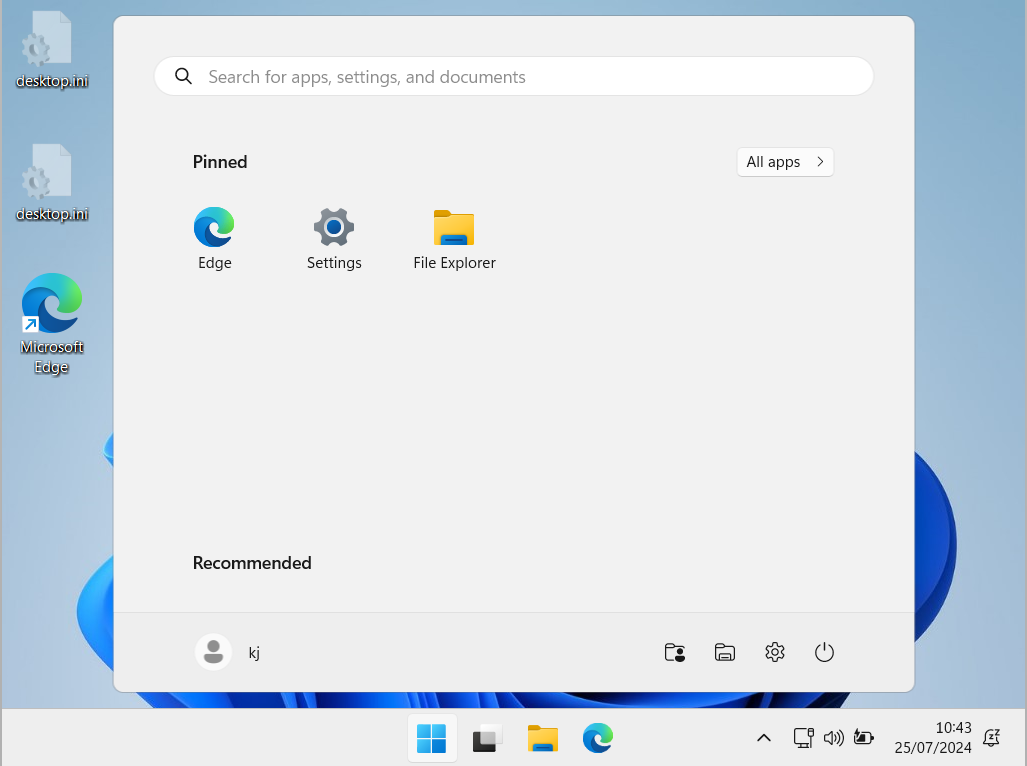 desktop.ini
desktop.ini
Microsoft
Edge
Search for apps, settings, and documents
Pinned
All apps
Edge
Settings
File Explorer
Recommended
kj
10:43
25/07/2024